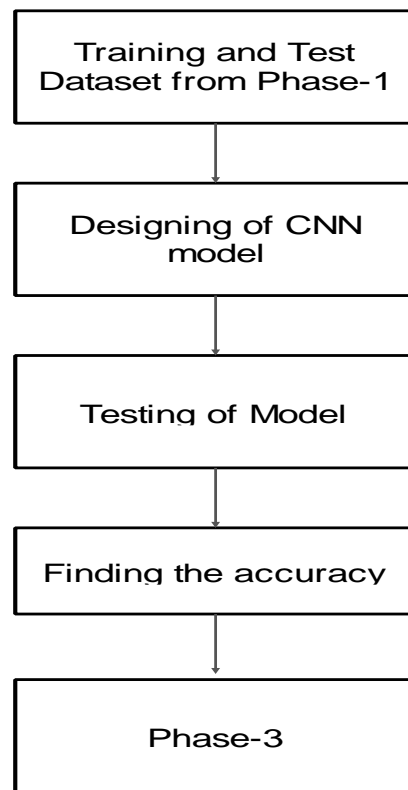 Training and Test
Dataset from Phase-1
Designing of CNN
model
Testing of Model
Finding the accuracy
Phase-3